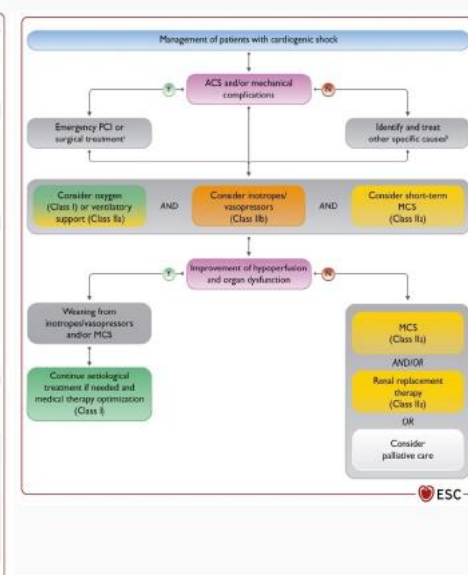 Management of patients with cardiogenic shock
ACS and/or mechanical
complications
Y
N
Emergency PCI or
surgical treatmentᵃ
Identify and treat
other specific causesᵇ
Consider oxygen
(Class I) or ventilatory
support (Class IIa)
AND
Consider inotropes/
vasopressors
(Class IIb)
AND
Consider short-term
MCS
(Class IIa)
Improvement of hypoperfusion
and organ dysfunction
Y
N
Weaning from
inotropes/vasopressors
and/or MCS
Continue aetiological
treatment if needed and
medical therapy optimization
(Class I)
MCS
(Class IIa)
AND/OR
Renal replacement
therapy
(Class IIa)
OR
Consider
palliative care
ESC